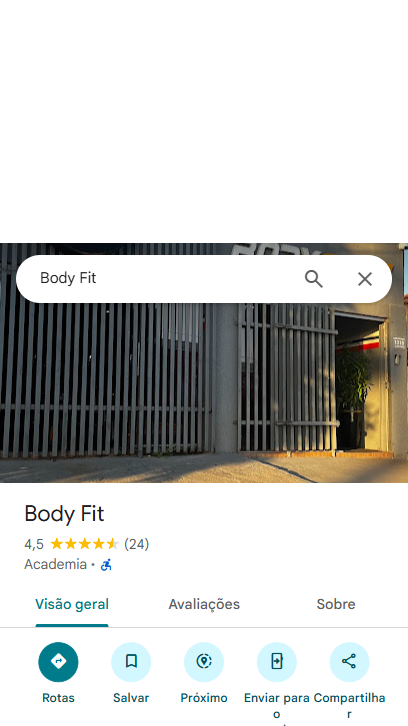 Body Fit
Body Fit
4,5 (24)
Academia ·
Visão geral
Avaliações
Sobre
Rotas
Salvar
Próximo
Enviar para o
Compartilhar